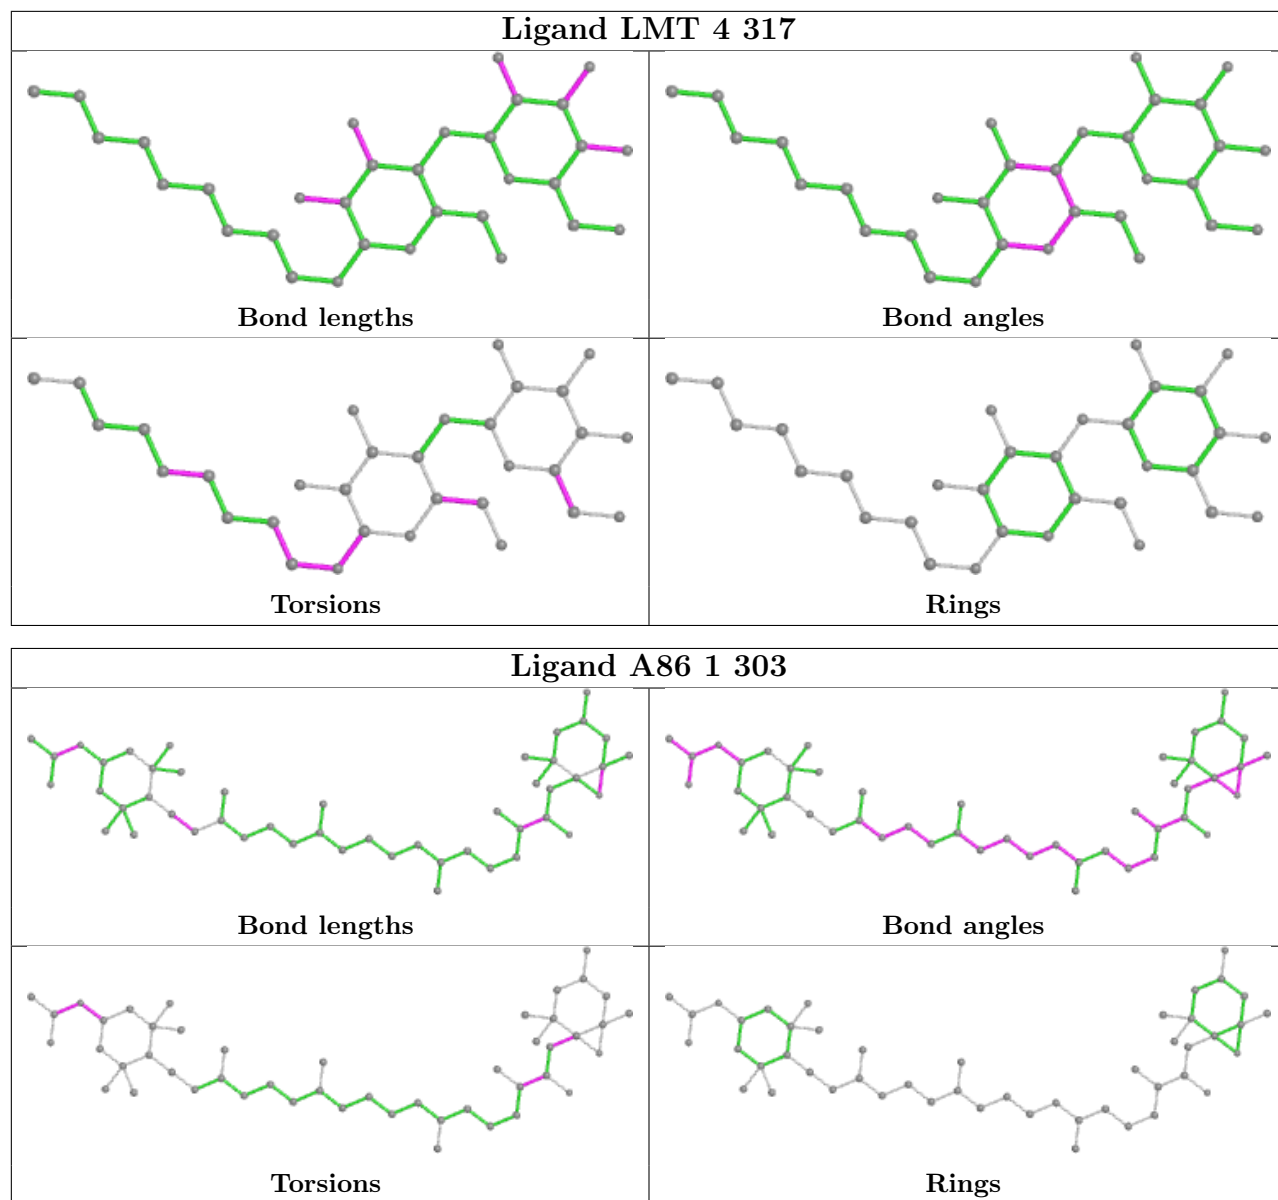 Ligand LMT 4 317
Bond lengths
Bond angles
Torsions
Rings
Ligand A86 1 303
Bond lengths
Bond angles
Torsions
Rings